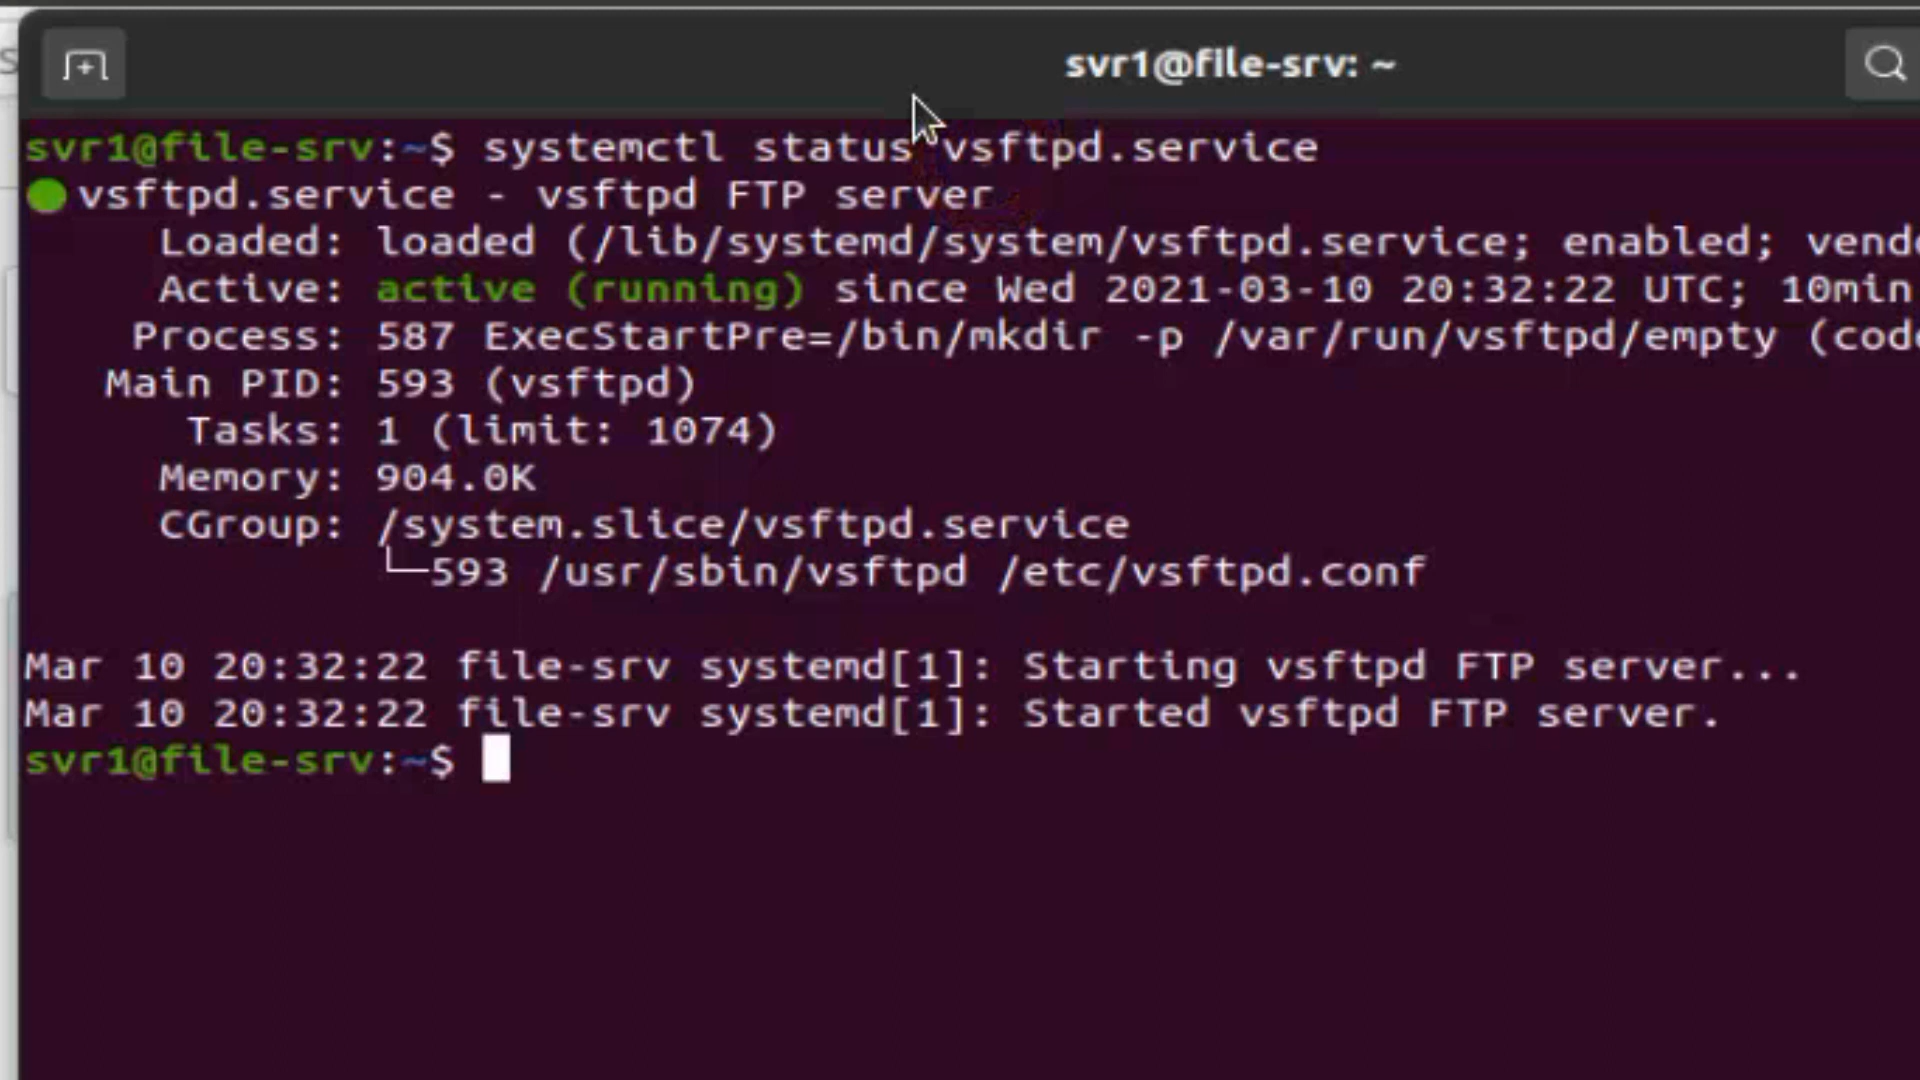 svr1@file-srv: ~
svr1@file-srv:~$ systemctl status vsftpd.service
vsftpd.service - vsftpd FTP server
Loaded: loaded (/lib/systemd/system/vsftpd.service; enabled;
Active: active (running) since Wed 2021-03-10 20:32:22 UTC; 10min
Process: 587 ExecStartPre=/bin/mkdir -p /var/run/vsftpd/empty
Main PID: 593 (vsftpd)
Tasks: 1 (limit: 1074)
Memory: 904.0K
CGroup: /system.slice/vsftpd.service
└─593 /usr/sbin/vsftpd /etc/vsftpd.conf
Mar 10 20:32:22 file-srv systemd[1]: Starting vsftpd FTP server...
Mar 10 20:32:22 file-srv systemd[1]: Started vsftpd FTP server.
svr1@file-srv:~$